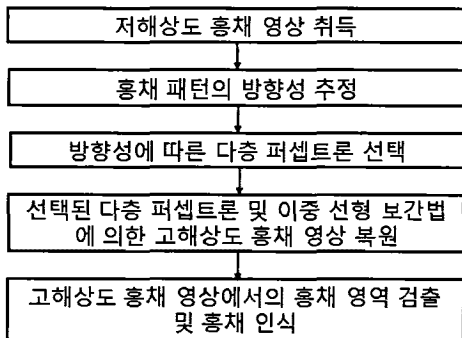 저해상도 홍채 영상 취득
홍채 패턴의 방향성 추정
방향성에 따른 다층 퍼셉트론 선택
선택된 다층 퍼셉트론 및 이중 선형 보간법
에 의한 고해상도 홍채 영상 복원
고해상도 홍채 영상에서의 홍채 영역 검출
및 홍채 인식